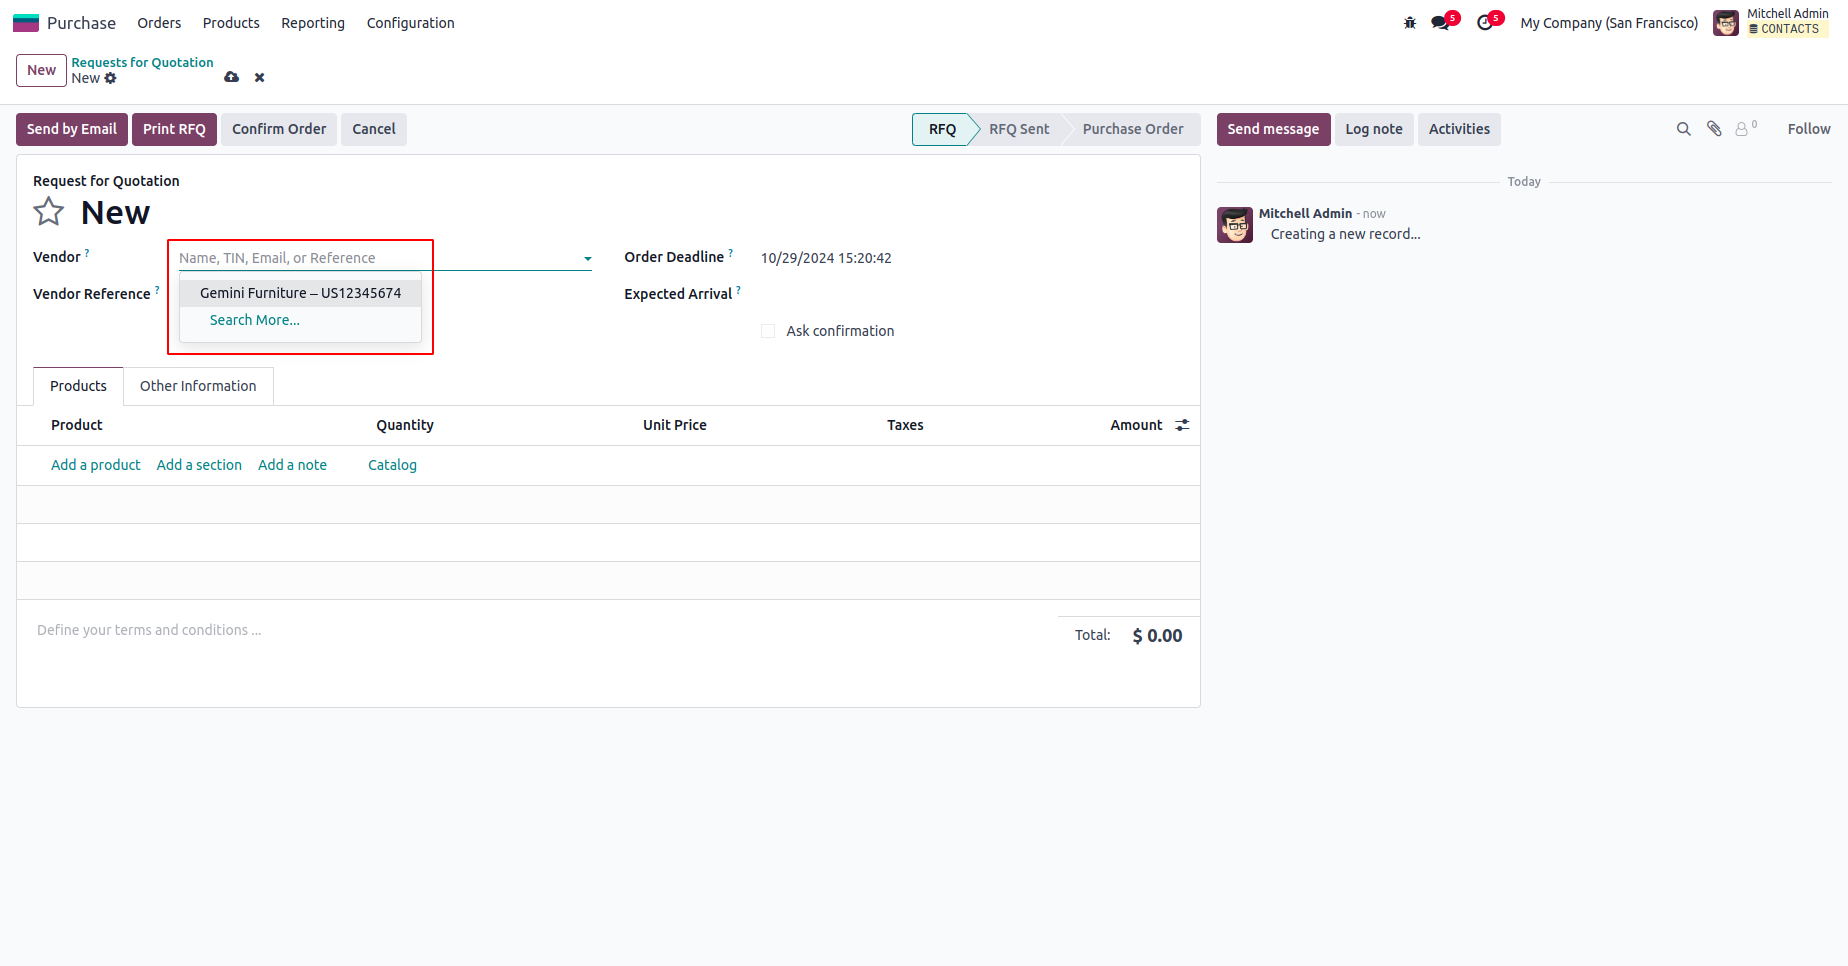 Purchase Orders Products Reporting Configuration
5 5 My Company (San Francisco) Mitchell Admin
CONTACTS
New Requests for Quotation
New
Send by Email Print RFQ Confirm Order Cancel RFQ RFQ Sent Purchase Order Send message Log note Activities 0 Follow
Request for Quotation
New
Vendor ? Name, TIN, Email, or Reference
Gemini Furniture – US12345674
Search More...
Vendor Reference ?
Order Deadline ? 10/29/2024 15:20:42
Expected Arrival ?
Ask confirmation
Products Other Information
Product Quantity Unit Price Taxes Amount
Add a product Add a section Add a note Catalog
Define your terms and conditions ...
Total: $ 0.00
Today
Mitchell Admin - now
Creating a new record...